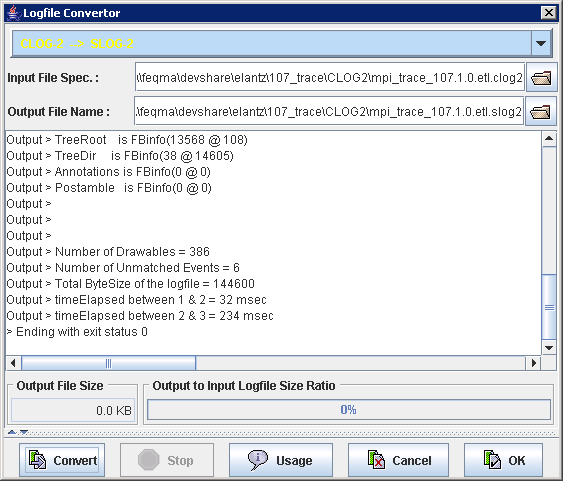 Logfile Convertor
CLOG-2 --> SLOG-2
Input File Spec. : \\feqma\devshare\elantz\107_trace\CLOG2\mpi_trace_107.1.0.etl.clog2
Output File Name : \feqma\devshare\elantz\107_trace\CLOG2\mpi_trace_107.1.0.etl.slog2
Output > TreeRoot is FBinfo(13568 @ 108)
Output > TreeDir is FBinfo(38 @ 14605)
Output > Annotations is FBinfo(0 @ 0)
Output > Postamble is FBinfo(0 @ 0)
Output >
Output >
Output >
Output > Number of Drawables = 386
Output > Number of Unmatched Events = 6
Output > Total ByteSize of the logfile = 144600
Output > timeElapsed between 1 & 2 = 32 msec
Output > timeElapsed between 2 & 3 = 234 msec
> Ending with exit status 0
Output File Size
Output to Input Logfile Size Ratio
0.0 KB
0%
Convert
Stop
Usage
Cancel
OK